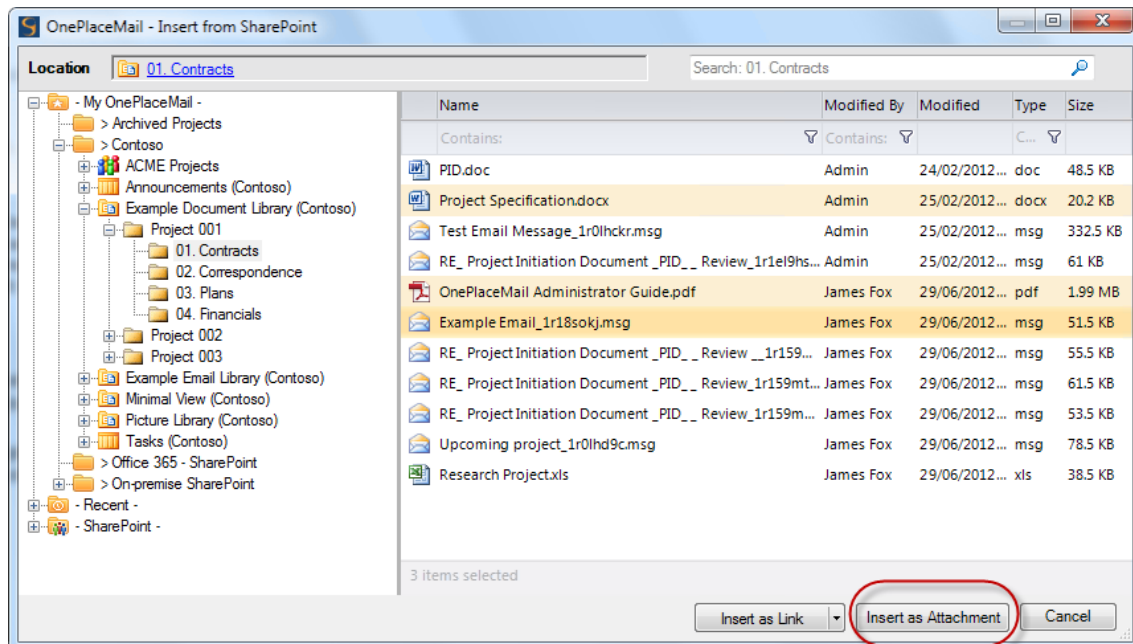 OnePlaceMail - Insert from SharePoint
Location 01. Contracts Search: 01. Contracts
- My OnePlaceMail -
> Archived Projects
> Contoso
ACME Projects
Announcements (Contoso)
Example Document Library (Contoso)
Project 001
01. Contracts
02. Correspondence
03. Plans
04. Financials
Project 002
Project 003
Example Email Library (Contoso)
Minimal View (Contoso)
Picture Library (Contoso)
Tasks (Contoso)
> Office 365 - SharePoint
> On-premise SharePoint
- Recent -
- SharePoint -
Name Modified By Modified Type Size
Contains: Contains: C...
PID.doc Admin 24/02/2012... doc 48.5 KB
Project Specification.docx Admin 25/02/2012... docx 20.2 KB
Test Email Message_1r0lhckr.msg Admin 25/02/2012... msg 332.5 KB
RE_ Project Initiation Document _PID_ _ Review_1r1el9hs... Admin 25/02/2012... msg 61 KB
OnePlaceMail Administrator Guide.pdf James Fox 29/06/2012... pdf 1.99 MB
Example Email_1r18sokj.msg James Fox 29/06/2012... msg 51.5 KB
RE_ Project Initiation Document _PID_ _ Review __1r159... James Fox 29/06/2012... msg 55.5 KB
RE_ Project Initiation Document _PID_ _ Review_1r159mt... James Fox 29/06/2012... msg 61.5 KB
RE_ Project Initiation Document _PID_ _ Review_1r159m... James Fox 29/06/2012... msg 53.5 KB
Upcoming project_1r0lhd9c.msg James Fox 29/06/2012... msg 78.5 KB
Research Project.xls James Fox 29/06/2012... xls 38.5 KB
3 items selected
Insert as Link Insert as Attachment Cancel